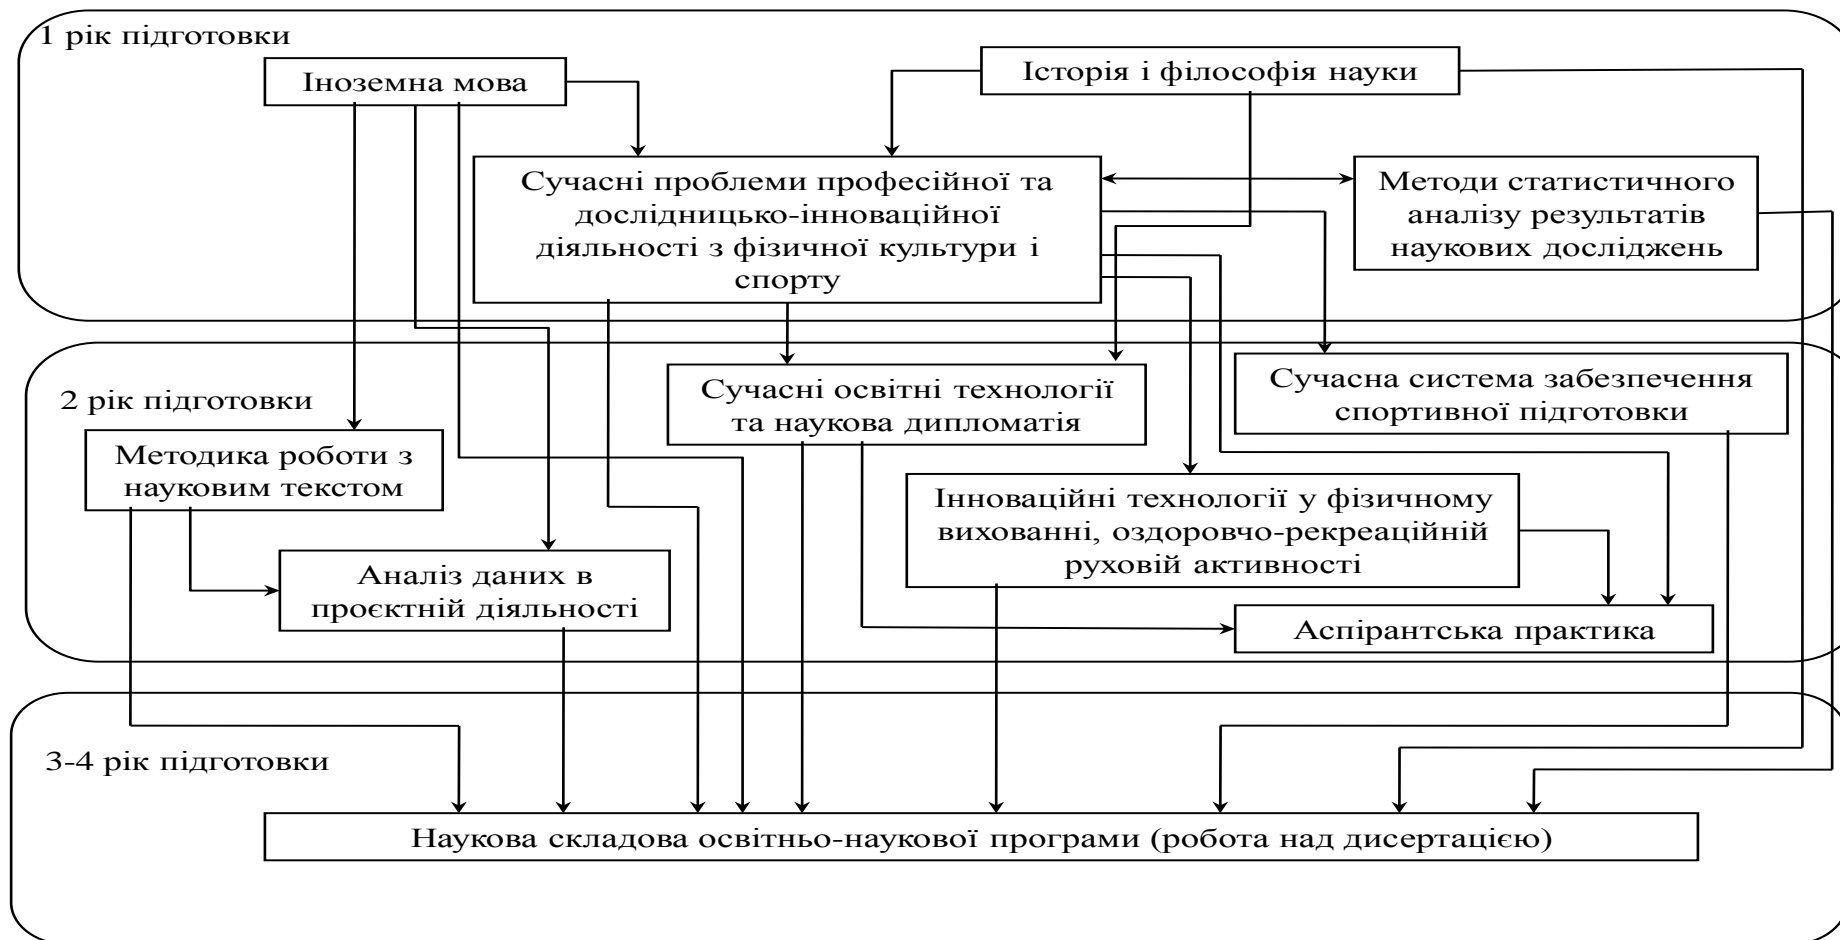 1 рік підготовки
Іноземна мова
Історія і філософія науки
Сучасні проблеми професійної та
дослідницько-інноваційної
діяльності з фізичної культури і
спорту
Методи статистичного
аналізу результатів
наукових досліджень
2 рік підготовки
Сучасні освітні технології
та наукова дипломатія
Сучасна система забезпечення
спортивної підготовки
Методика роботи з
науковим текстом
Інноваційні технології у фізичному
вихованні, оздоровчо-рекреаційній
руховій активності
Аналіз даних в
проєктній діяльності
Аспірантська практика
3-4 рік підготовки
Наукова складова освітньо-наукової програми (робота над дисертацією)